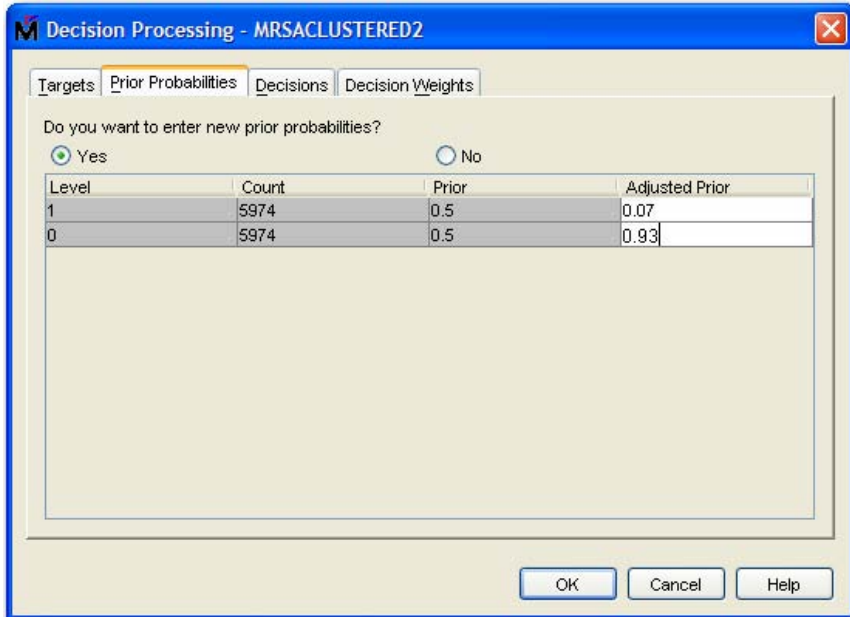 Decision Processing - MRSACLUSTERED2
Targets Prior Probabilities Decisions Decision Weights
Do you want to enter new prior probabilities?
Yes No
Level Count Prior Adjusted Prior
1 5974 0.5 0.07
0 5974 0.5 0.93
OK Cancel Help